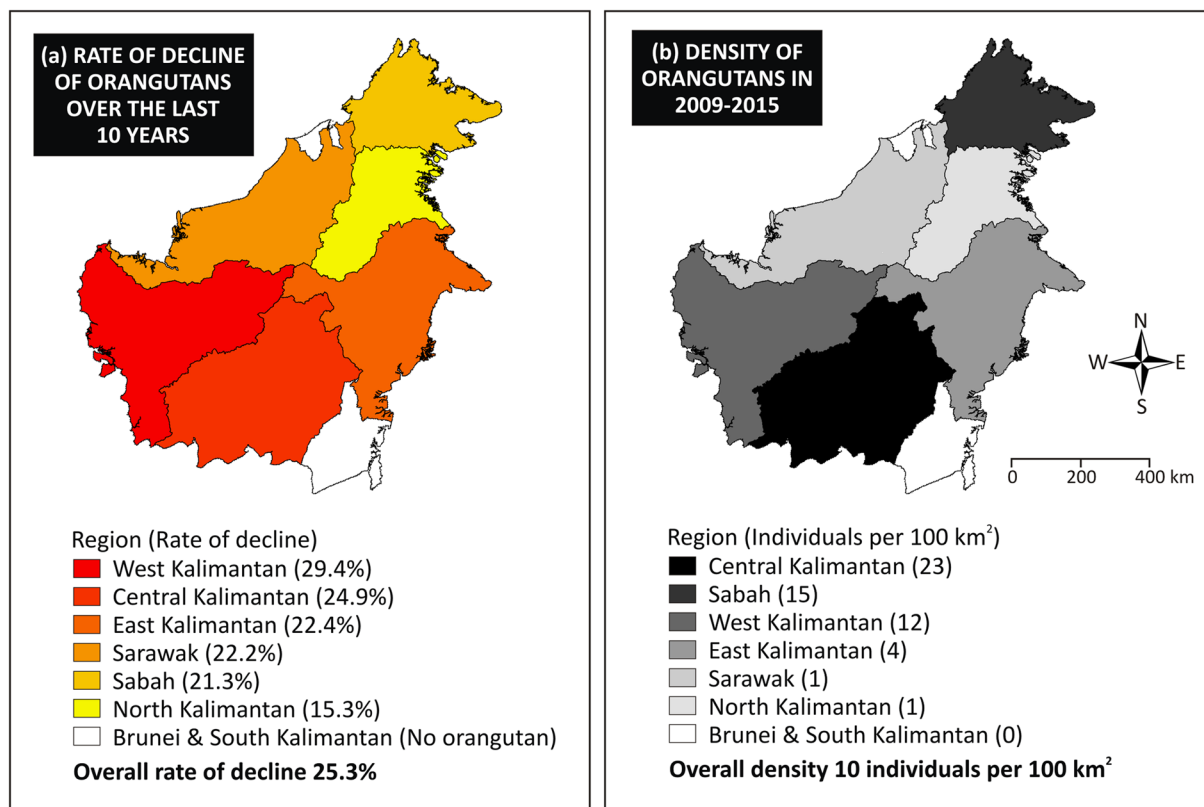 (a) RATE OF DECLINE
OF ORANGUTANS
OVER THE LAST
10 YEARS
Region (Rate of decline)
West Kalimantan (29.4%)
Central Kalimantan (24.9%)
East Kalimantan (22.4%)
Sarawak (22.2%)
Sabah (21.3%)
North Kalimantan (15.3%)
Brunei & South Kalimantan (No orangutan)
Overall rate of decline 25.3%
(b) DENSITY OF
ORANGUTANS IN
2009-2015
N
W E
S
0 200 400 km
Region (Individuals per 100 km²)
Central Kalimantan (23)
Sabah (15)
West Kalimantan (12)
East Kalimantan (4)
Sarawak (1)
North Kalimantan (1)
Brunei & South Kalimantan (0)
Overall density 10 individuals per 100 km²